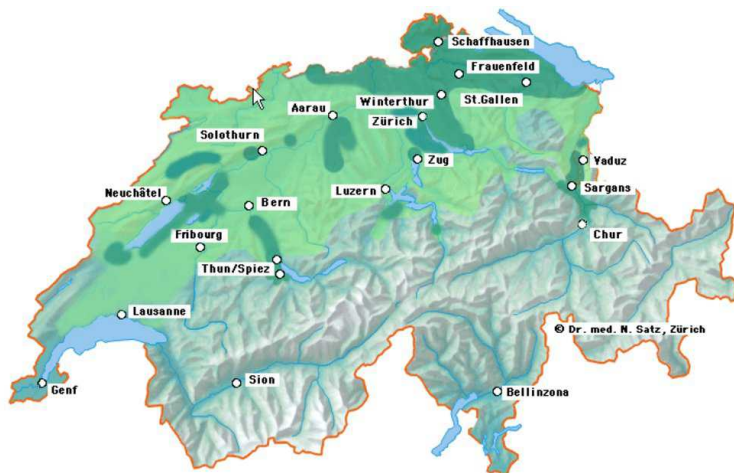 Schaffhausen
Frauenfeld
Winterthur
St.Gallen
Aarau
Zürich
Solothurn
Zug
Vaduz
Sargans
Luzern
Neuchâtel
Bern
Chur
Fribourg
Thun/Spiez
Lausanne
© Dr. med. N. Satz, Zürich
Genf
Sion
Bellinzona